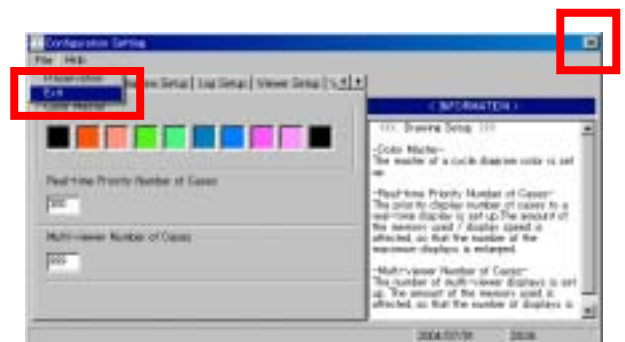 Configuration Setting
File Help
Exit
Setup | Log Setup | Viewer Setup |
Color Master
< INFORMATION >
Real-time Priority Number of Cases
Multi-viewer Number of Cases
<<< Drawing Setup >>>
-Color Master-
The master of a cycle diagram color is set
up.
-Real-time Priority Number of Cases-
The priority display number of cases to a
real-time display is set up.The amount of
the memory used / display speed is
affected, so that the number of the
maximum displays is enlarged.
-Multi-viewer Number of Cases-
The number of multi-viewer displays is set
up. The amount of the memory used is
affected, so that the number of displays is